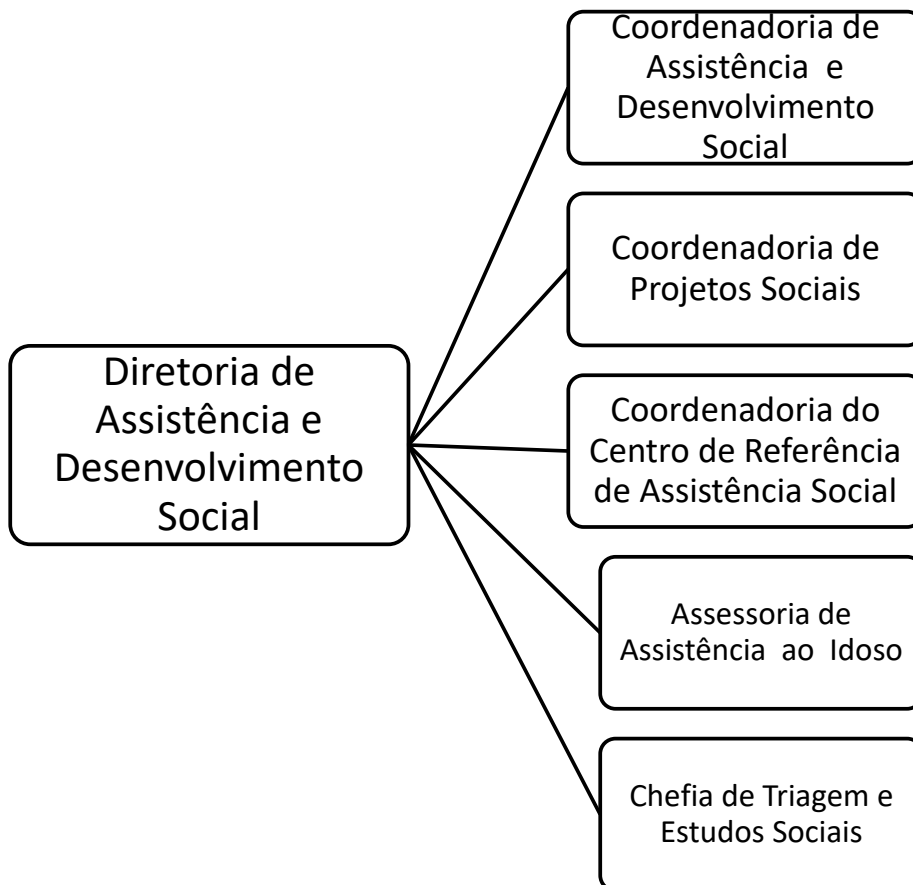 Coordenadoria de
Assistência e
Desenvolvimento
Social
Coordenadoria de
Projetos Sociais
Diretoria de
Assistência e
Desenvolvimento
Social
Coordenadoria do
Centro de Referência
de Assistência Social
Assessoria de
Assistência ao Idoso
Chefia de Triagem e
Estudos Sociais